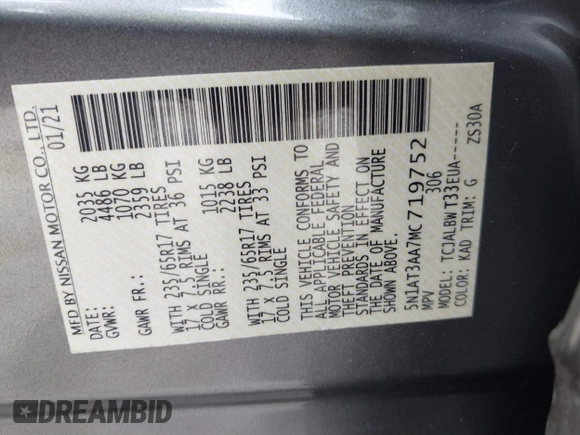 MFD BY NISSAN MOTOR CO., LTD.
DATE: 01/21
GVWR: 2035 KG
4486 LB
GAWR FR.: 1070 KG
2359 LB
WITH 235/65R17 TIRES
17 X 7.5 RIMS AT 36 PSI
COLD SINGLE
GAWR RR.: 1015 KG
2238 LB
WITH 235/65R17 TIRES
17 X 7.5 RIMS AT 33 PSI
COLD SINGLE
THIS VEHICLE CONFORMS TO
ALL APPLICABLE FEDERAL
MOTOR VEHICLE SAFETY AND
THEFT PREVENTION
STANDARDS IN EFFECT ON
THE DATE OF MANUFACTURE
SHOWN ABOVE.
5N1AT3AA7MC719752
MPV 306
MODEL: TCJALBW T33EUA-----
COLOR: KAD TRIM: G ZS30A
DREAMBID